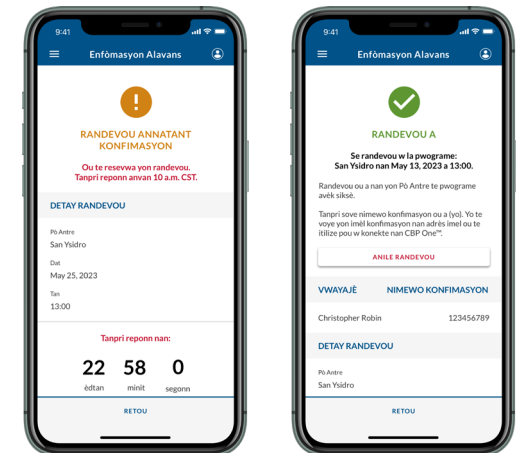 9:41
Enfòmasyon Alavans
!
RANDEVOU ANNATANT
KONFIMASYON
Ou te resevwa yon randevou.
Tanpri reponn anvan 10 a.m. CST.
DETAY RANDEVOU
Pò Antre
San Ysidro
Dat
May 25, 2023
Tan
13:00
Tanpri reponn nan:
22 58 0
èdtan minit segonn
RETOU
9:41
Enfòmasyon Alavans
RANDEVOU A
Se randevou w la pwograme:
San Ysidro nan May 13, 2023 a 13:00.
Randevou ou a nan yon Pò Antre te pwograme
avèk siksè.
Tanpri sove nimewo konfimasyon ou a (yo). Yo te
voye yon imèl konfimasyon nan adrès imel ou te
itilize pou w konekte nan CBP One™.
ANILE RANDEVOU
VWAYAJÈ NIMEWO KONFIMASYON
Christopher Robin 123456789
DETAY RANDEVOU
Pò Antre
San Ysidro
RETOU